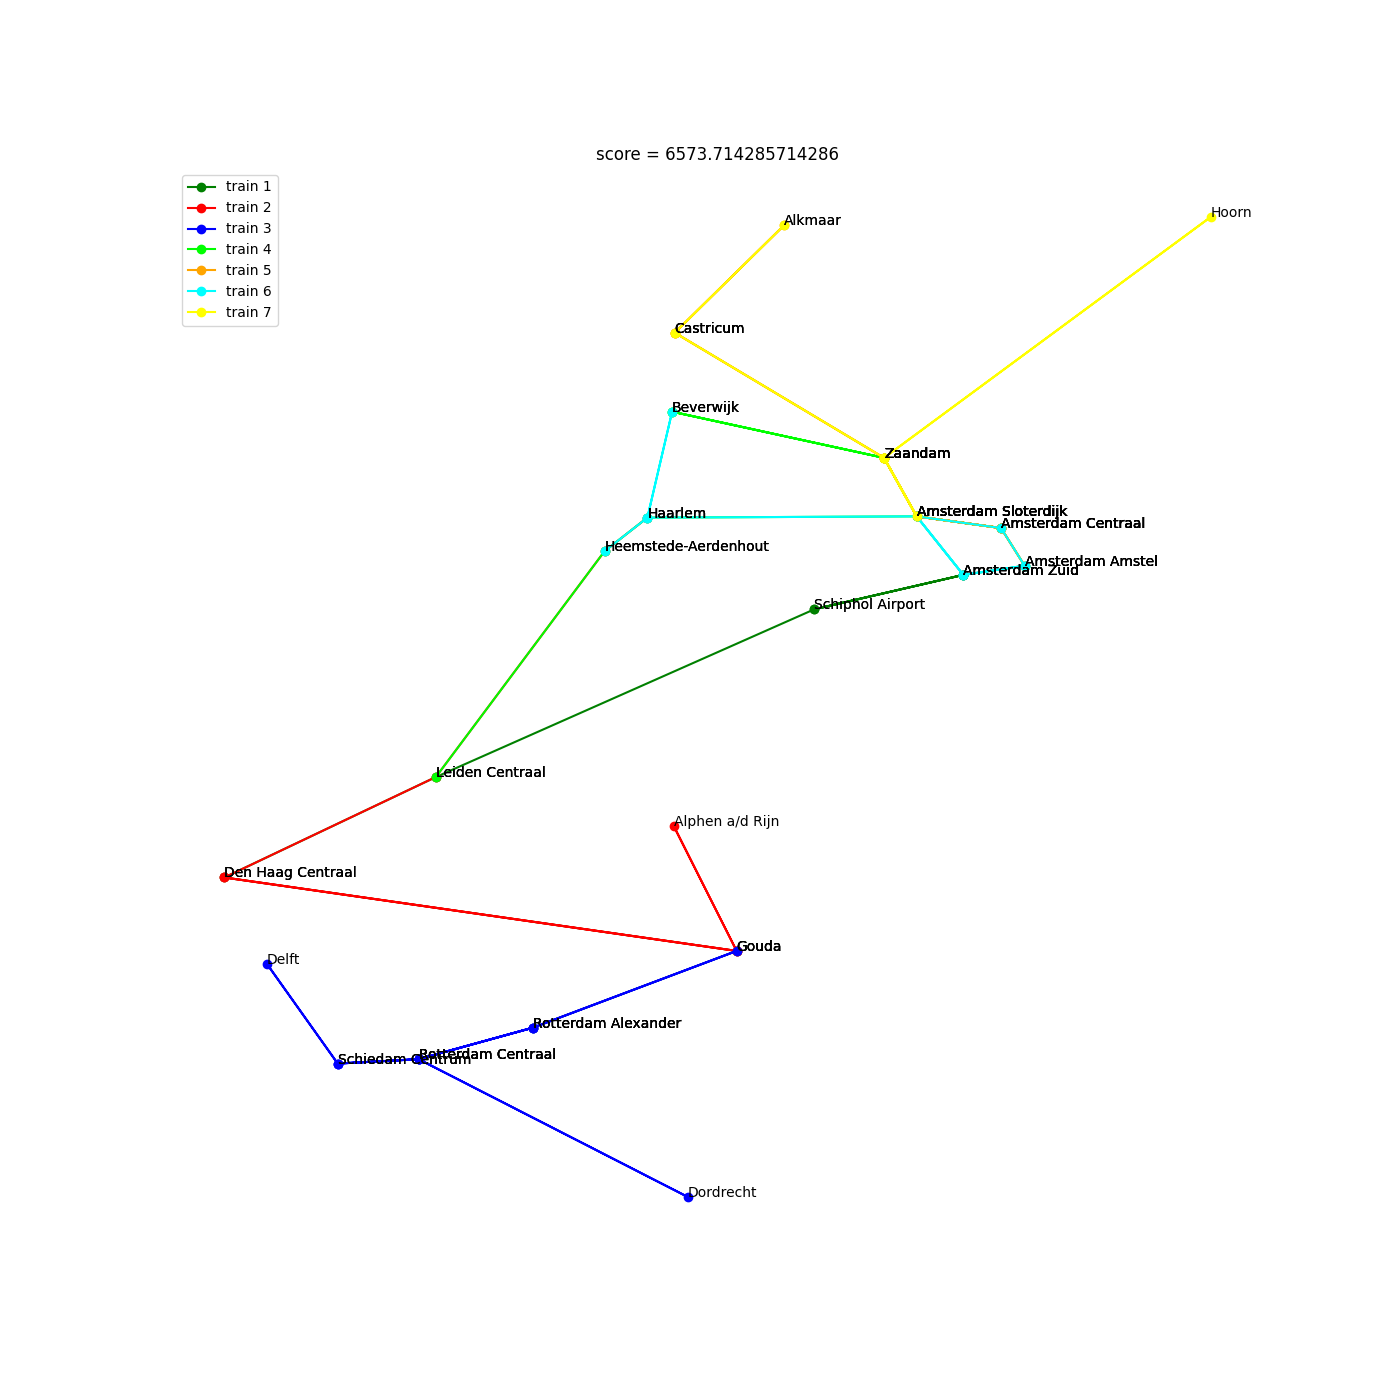 score = 6573.714285714286
train 1
train 2
train 3
train 4
train 5
train 6
train 7
Hoorn
Alkmaar
Castricum
Beverwijk
Zaandam
Amsterdam Sloterdijk
Haarlem
Amsterdam Centraal
Heemstede-Aerdenhout
Amsterdam Amstel
Amsterdam Zuid
Schiphol Airport
Leiden Centraal
Alphen a/d Rijn
Den Haag Centraal
Gouda
Delft
Rotterdam Alexander
Rotterdam Centraal
Schiedam Centrum
Dordrecht